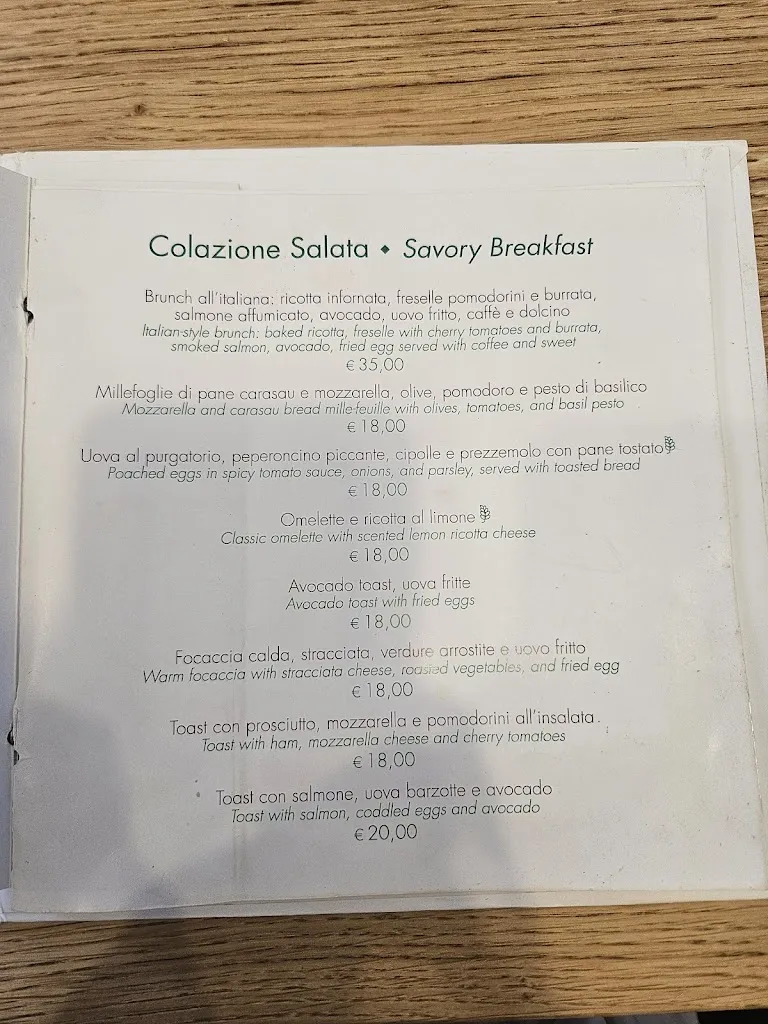 Colazione Salata ◆ Savory Breakfast
Brunch all'italiana: ricotta infornata, freselle pomodorini e burrata,
salmone affumicato, avocado, uovo fritto, caffè e dolcino
Italian-style brunch: baked ricotta, freselle with cherry tomatoes and burrata,
smoked salmon, avocado, fried egg served with coffee and sweet
€ 35,00
Millefoglie di pane carasau e mozzarella, olive, pomodoro e pesto di basilico
Mozzarella and carasau bread mille-feuille with olives, tomatoes, and basil pesto
€ 18,00
Uova al purgatorio, peperoncino piccante, cipolle e prezzemolo con pane tostato
Poached eggs in spicy tomato sauce, onions, and parsley, served with toasted bread
€ 18,00
Omelette e ricotta al limone
Classic omelette with scented lemon ricotta cheese
€ 18,00
Avocado toast, uova fritte
Avocado toast with fried eggs
€ 18,00
Focaccia calda, stracciata, verdure arrostite e uovo fritto
Warm focaccia with stracciata cheese, roasted vegetables, and fried egg
€ 18,00
Toast con prosciutto, mozzarella e pomodorini all'insalata
Toast with ham, mozzarella cheese and cherry tomatoes
€ 18,00
Toast con salmone, uova barzotte e avocado
Toast with salmon, coddled eggs and avocado
€ 20,00